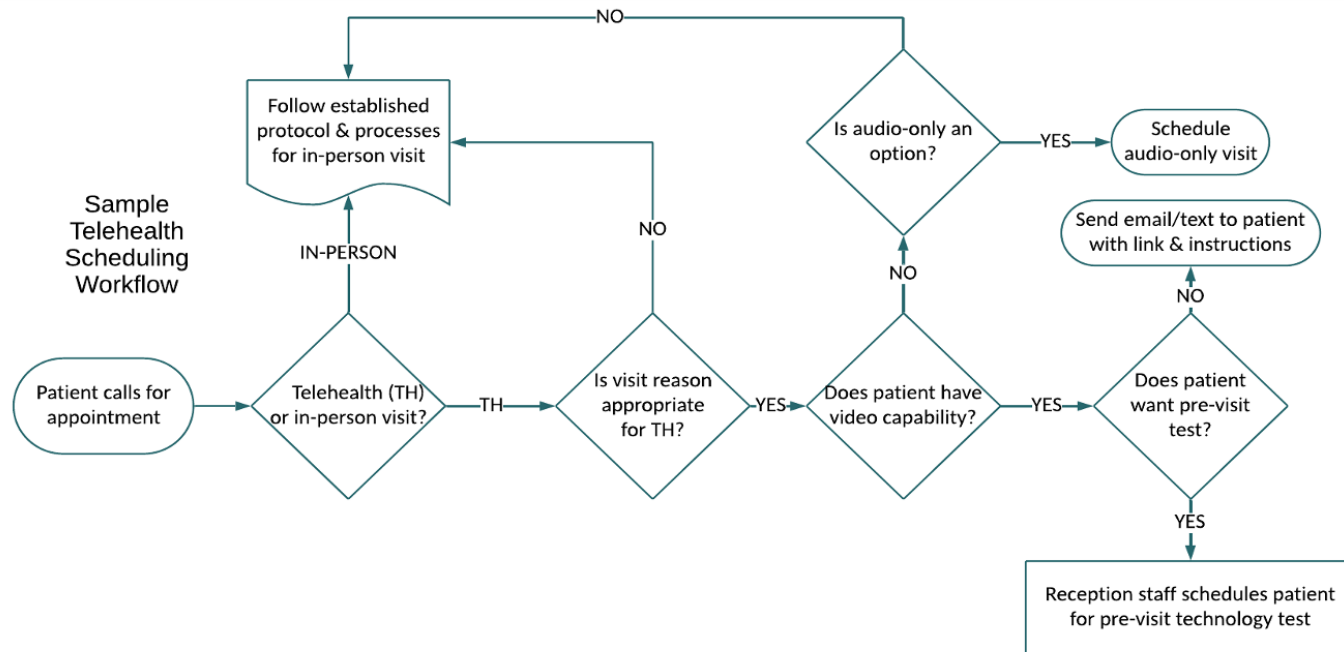 NO
Follow established
protocol & processes
for in-person visit
Is audio-only an
option?
YES
Schedule
audio-only visit
Sample
Telehealth
Scheduling
Workflow
IN-PERSON
NO
NO
Send email/text to patient
with link & instructions
NO
Patient calls for
appointment
Telehealth (TH)
or in-person visit?
TH
Is visit reason
appropriate
for TH?
YES
Does patient have
video capability?
YES
Does patient
want pre-visit
test?
YES
Reception staff schedules patient
for pre-visit technology test